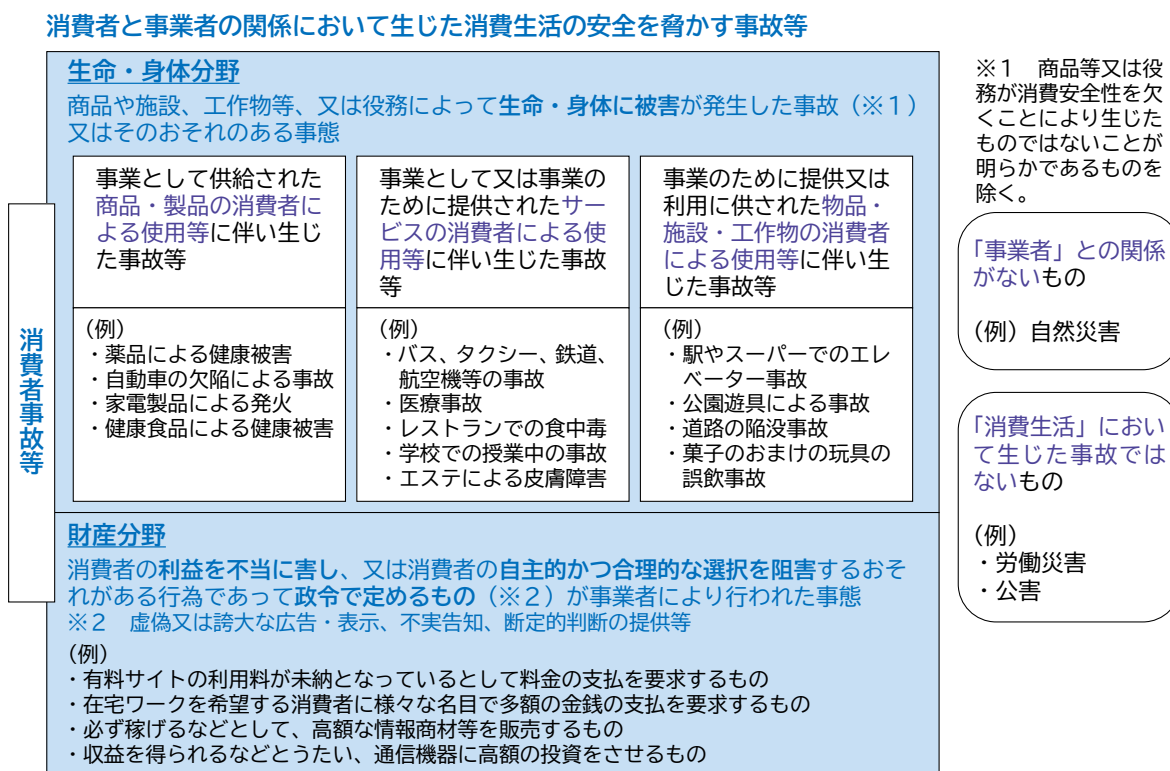 消費者と事業者の関係において生じた消費生活の安全を脅かす事故等
消費者事故等
生命・身体分野
商品や施設、工作物等、又は役務によって生命・身体に被害が発生した事故（※１）
又はそのおそれのある事態
事業として供給された
商品・製品の消費者に
よる使用等に伴い生じ
た事故等
（例）
・薬品による健康被害
・自動車の欠陥による事故
・家電製品による発火
・健康食品による健康被害
事業として又は事業の
ために提供されたサー
ビスの消費者による使
用等に伴い生じた事故
等
（例）
・バス、タクシー、鉄道、
航空機等の事故
・医療事故
・レストランでの食中毒
・学校での授業中の事故
・エステによる皮膚障害
事業のために提供又は
利用に供された物品・
施設・工作物の消費者
による使用等に伴い生
じた事故等
（例）
・駅やスーパーでのエレ
ベーター事故
・公園遊具による事故
・道路の陥没事故
・菓子のおまけの玩具の
誤飲事故
財産分野
消費者の利益を不当に害し、又は消費者の自主的かつ合理的な選択を阻害するおそ
れがある行為であって政令で定めるもの（※２）が事業者により行われた事態
※２　虚偽又は誇大な広告・表示、不実告知、断定的判断の提供等
（例）
・有料サイトの利用料が未納となっているとして料金の支払を要求するもの
・在宅ワークを希望する消費者に様々な名目で多額の金銭の支払を要求するもの
・必ず稼げるなどとして、高額な情報商材等を販売するもの
・収益を得られるなどとうたい、通信機器に高額の投資をさせるもの
※１　商品等又は役
務が消費安全性を欠
くことにより生じた
ものではないことが
明らかであるものを
除く。
「事業者」との関係
がないもの
（例）自然災害
「消費生活」におい
て生じた事故では
ないもの
（例）
・労働災害
・公害